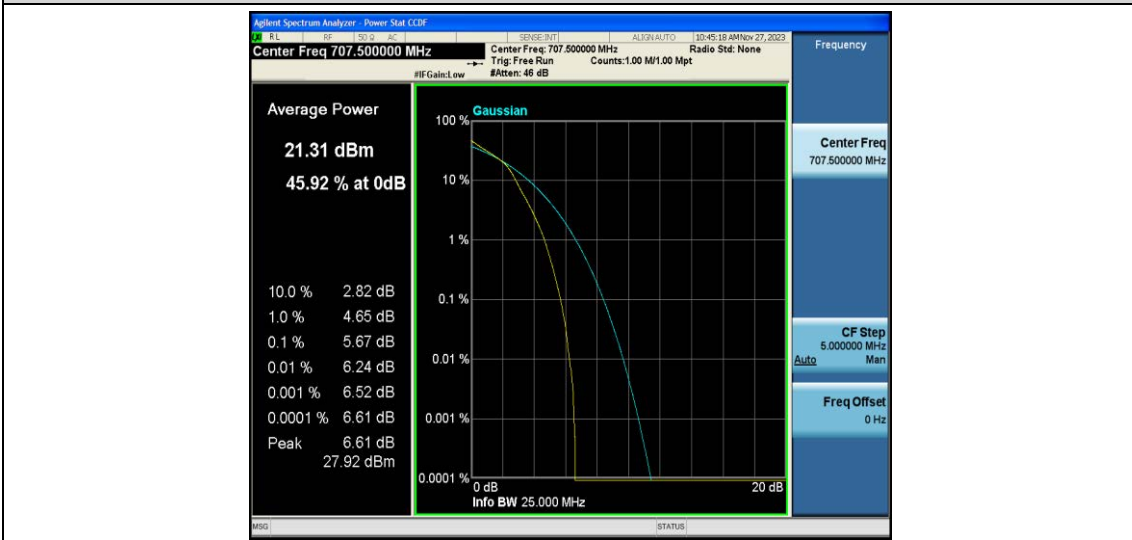 Agilent Spectrum Analyzer - Power Stat CCDF
LXI RL RF 50 Ω AC SENSE:INT ALIGN AUTO 10:45:18 AM Nov 27, 2023
Center Freq 707.500000 MHz
Center Freq: 707.500000 MHz Radio Std: None
Trig: Free Run Counts:1.00 M/1.00 Mpt
#IFGain:Low #Atten: 46 dB
Frequency
Average Power
21.31 dBm
45.92 % at 0dB
10.0 % 2.82 dB
1.0 % 4.65 dB
0.1 % 5.67 dB
0.01 % 6.24 dB
0.001 % 6.52 dB
0.0001 % 6.61 dB
Peak 6.61 dB
27.92 dBm
Gaussian
100 %
10 %
1 %
0.1 %
0.01 %
0.001 %
0.0001 %
0 dB 20 dB
Info BW 25.000 MHz
Center Freq
707.500000 MHz
CF Step
5.000000 MHz
Auto Man
Freq Offset
0 Hz
MSG STATUS